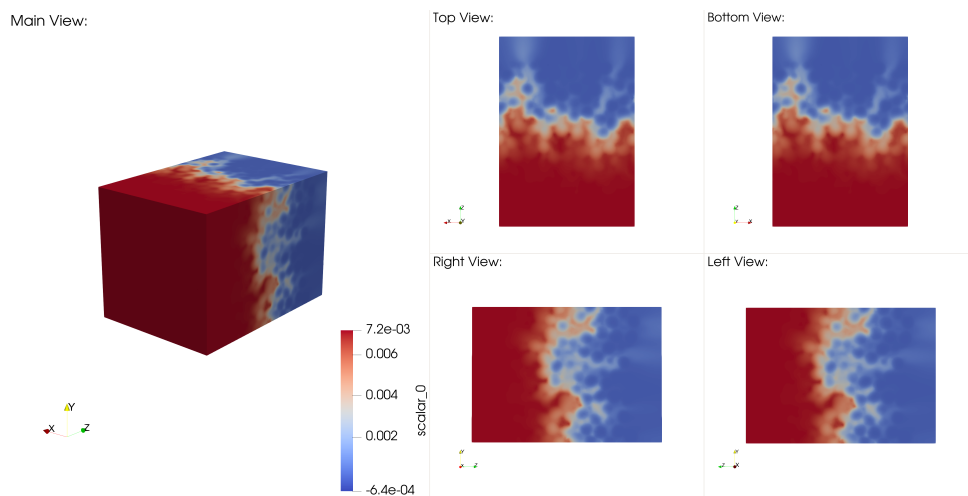 Main View:
Top View:
Bottom View:
Z
X
Y
Z
Y
X
Right View:
Left View:
7.2e-03
0.006
0.004
0.002
-6.4e-04
scalar_0
Y
X
Z
Y
X
Z
Y
Z
X